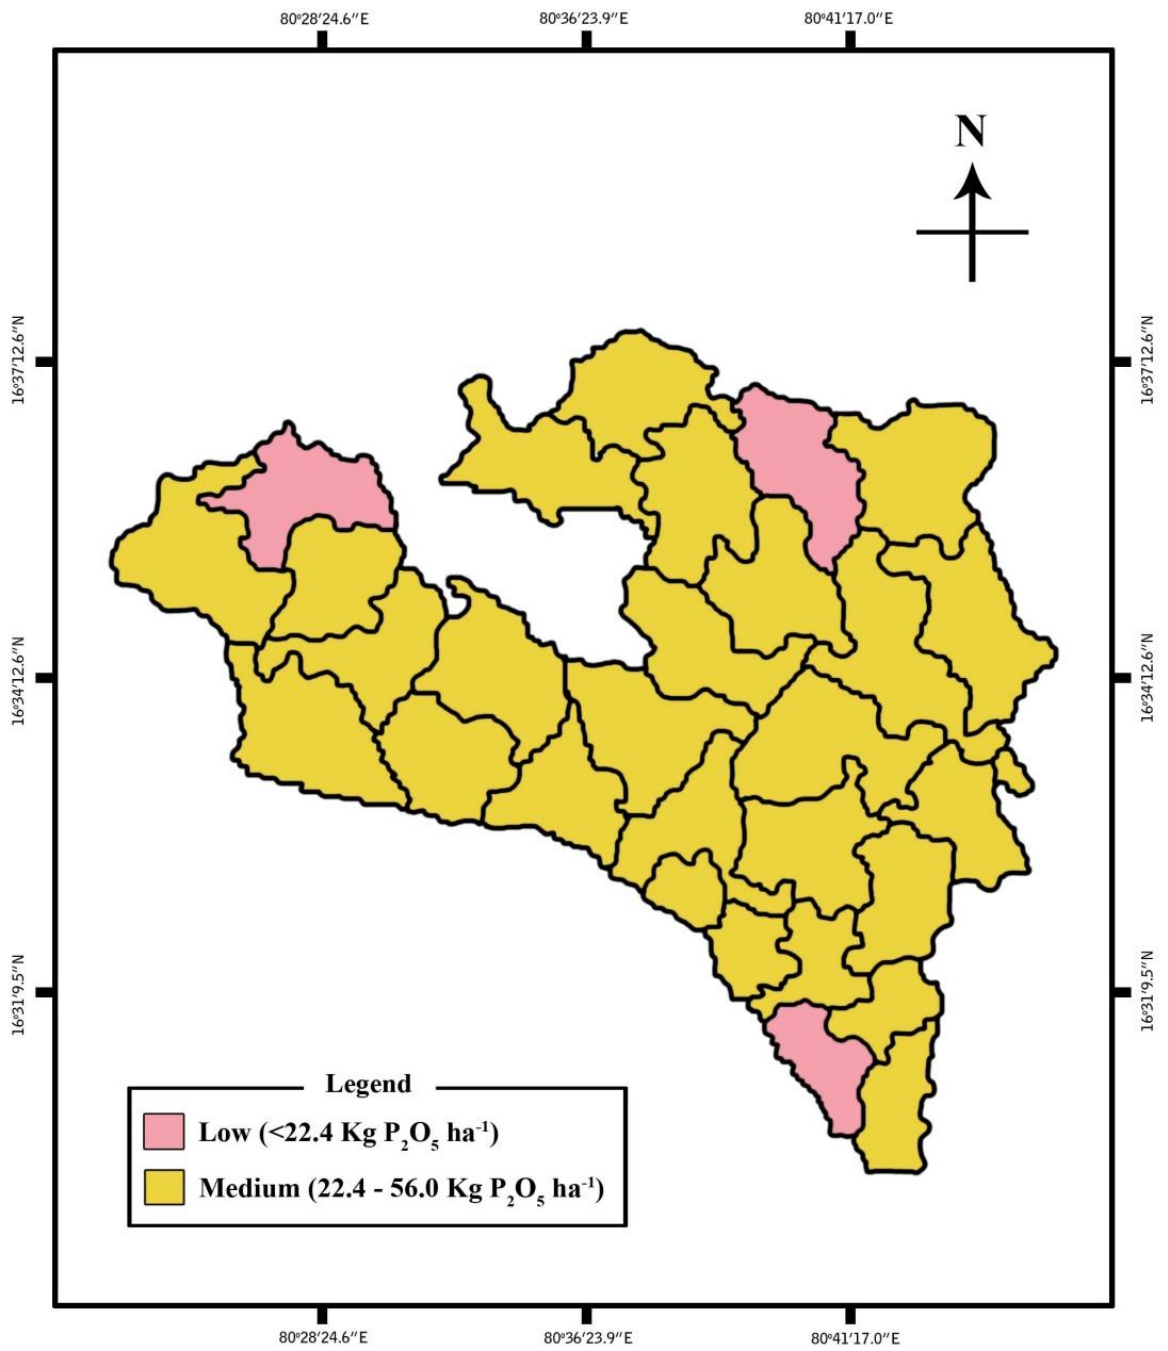 80°28′24.6″E 80°36′23.9″E 80°41′17.0″E
N
16°37′12.6″N 16°37′12.6″N
16°34′12.6″N 16°34′12.6″N
16°31′9.5″N 16°31′9.5″N
Legend
Low (<22.4 Kg P₂O₅ ha⁻¹)
Medium (22.4 - 56.0 Kg P₂O₅ ha⁻¹)
80°28′24.6″E 80°36′23.9″E 80°41′17.0″E